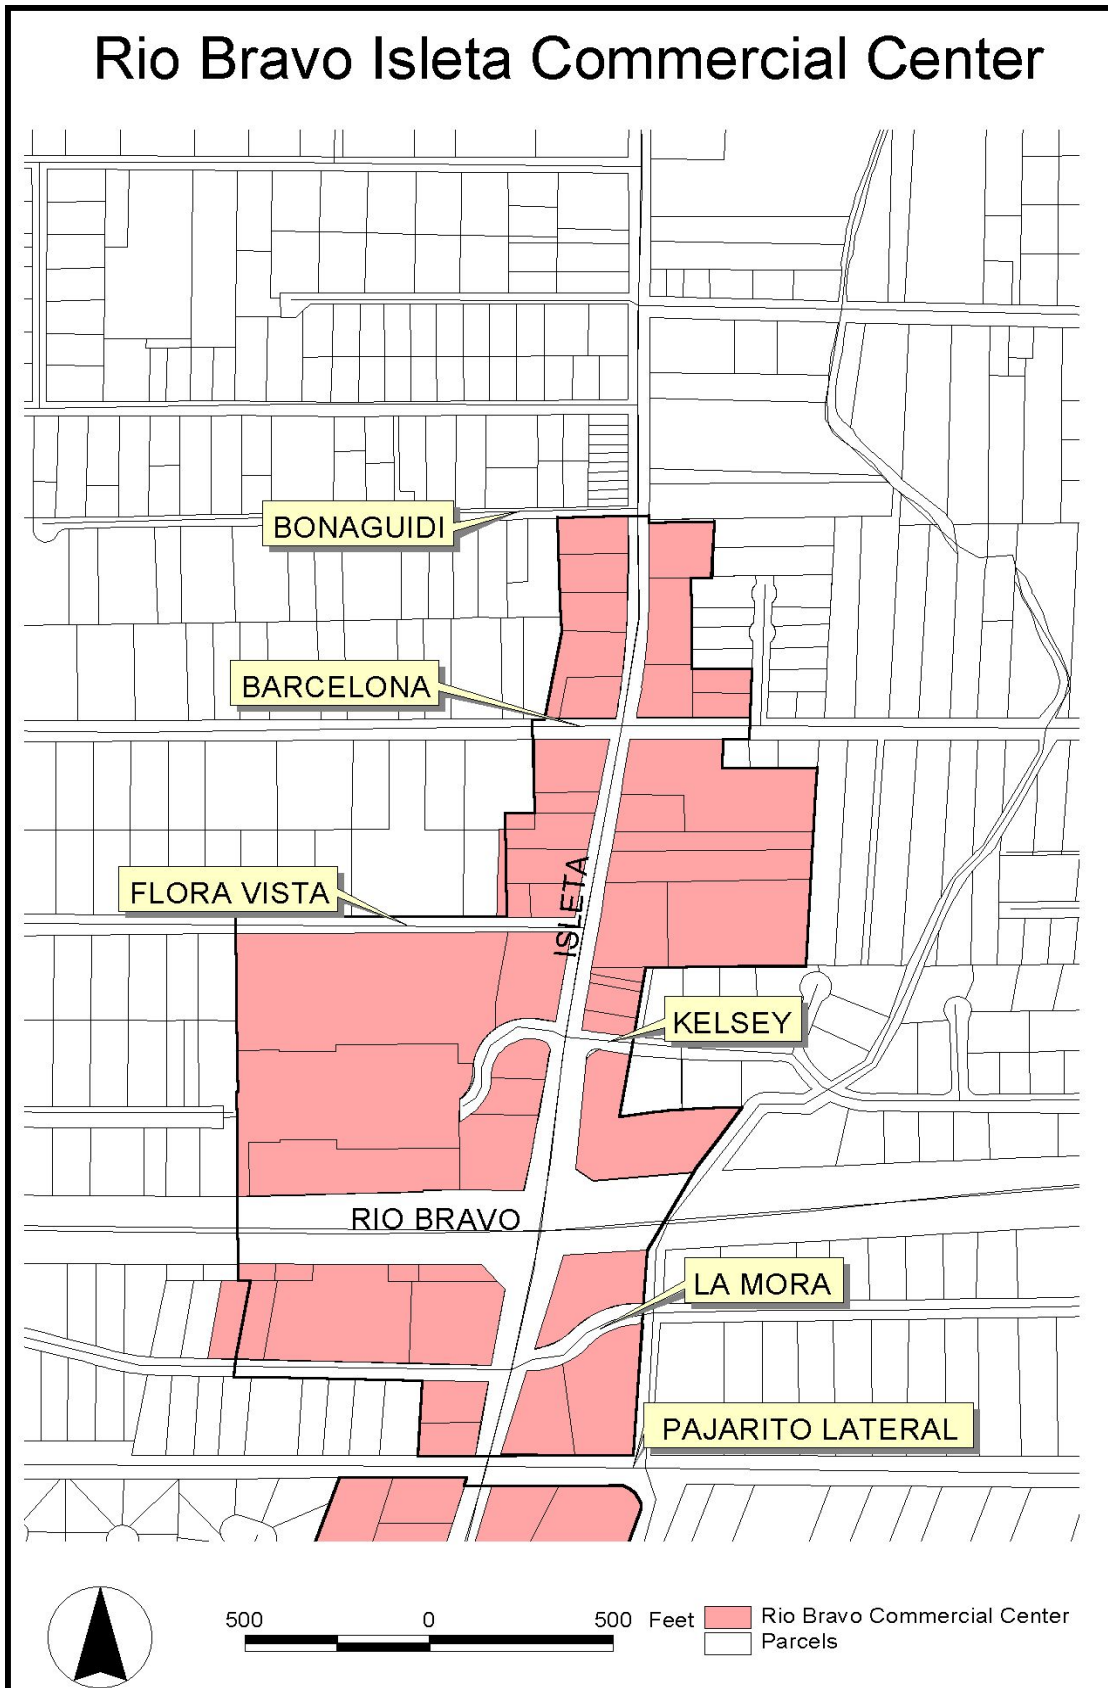 Rio Bravo Isleta Commercial Center
BONAGUIDI
BARCELONA
FLORA VISTA
ISLETA
KELSEY
RIO BRAVO
LA MORA
PAJARITO LATERAL
500 0 500 Feet
Rio Bravo Commercial Center
Parcels